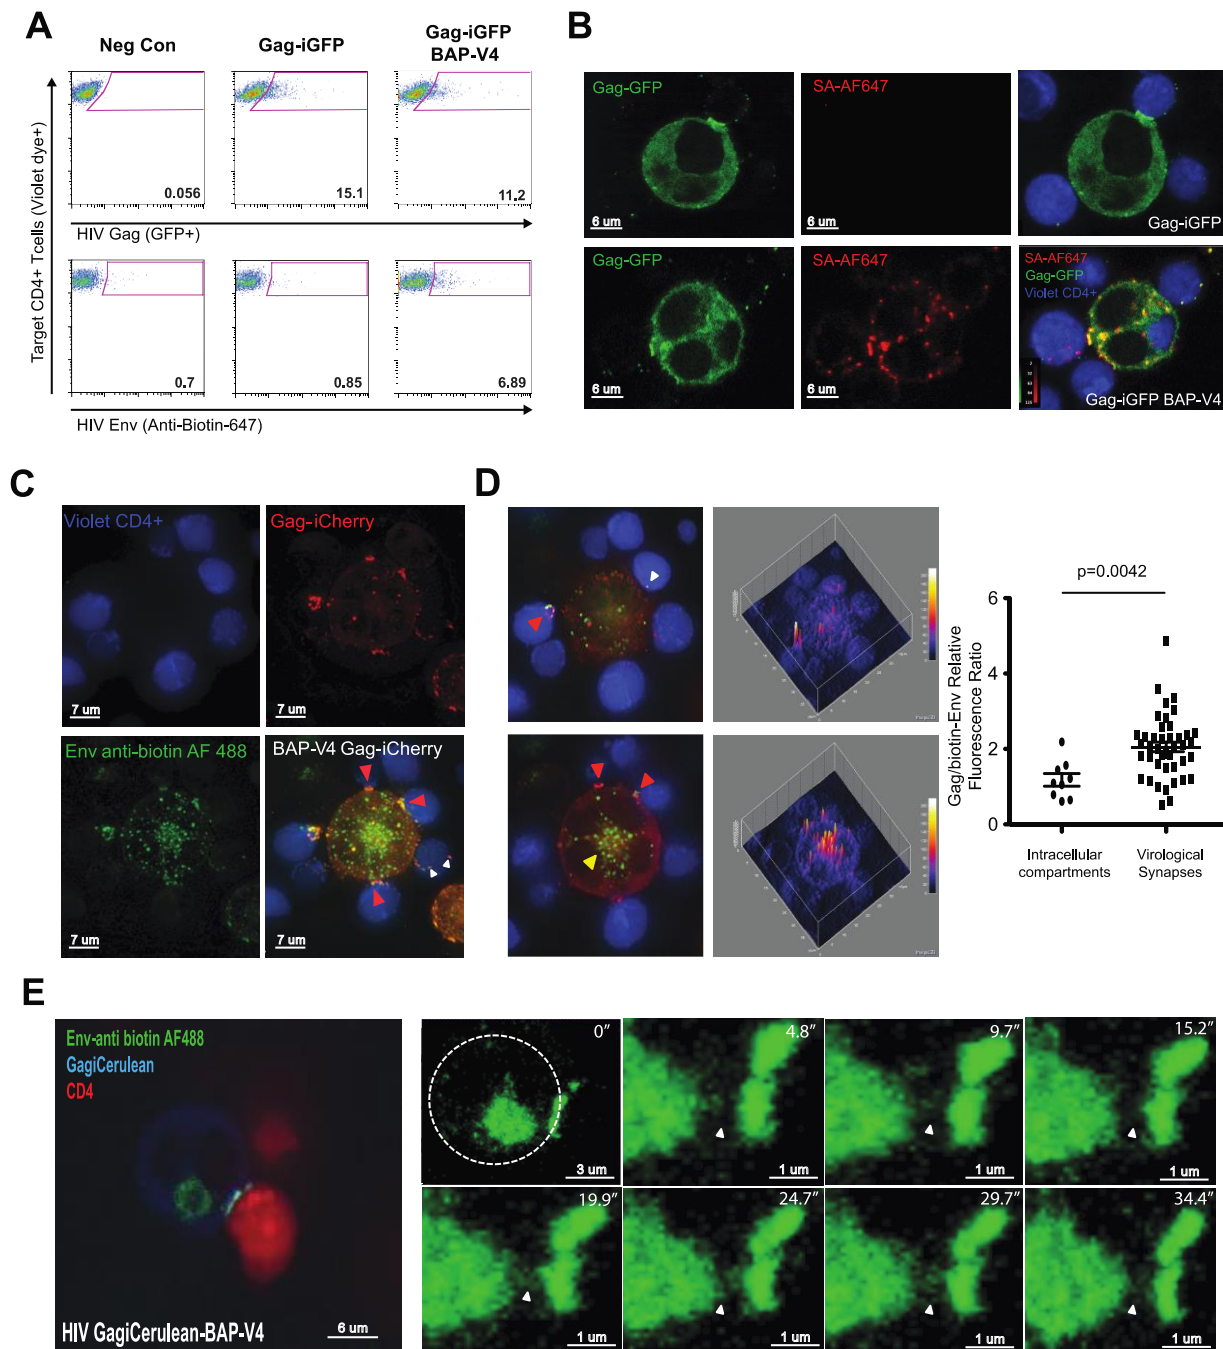 A
Neg Con
Gag-iGFP
Gag-iGFP
BAP-V4
Target CD4+ Tcells (Violet dye+)
0.056
15.1
11.2
HIV Gag (GFP+)
0.7
0.85
6.89
HIV Env (Anti-Biotin-647)
B
Gag-GFP
SA-AF647
6 um
6 um
Gag-iGFP
Gag-GFP
SA-AF647
SA-AF647
Gag-GFP
Violet CD4+
6 um
6 um
Gag-iGFP BAP-V4
C
Violet CD4+
Gag-iCherry
7 um
7 um
Env anti-biotin AF 488
BAP-V4 Gag-iCherry
7 um
7 um
D
p=0.0042
Gag/biotin-Env Relative
Fluorescence Ratio
6
4
2
0
Intracellular
compartments
Virological
Synapses
E
Env-anti biotin AF488
GagiCerulean
CD4
HIV GagiCerulean-BAP-V4
6 um
0"
3 um
4.8"
1 um
9.7"
1 um
15.2"
1 um
19.9"
1 um
24.7"
1 um
29.7"
1 um
34.4"
1 um